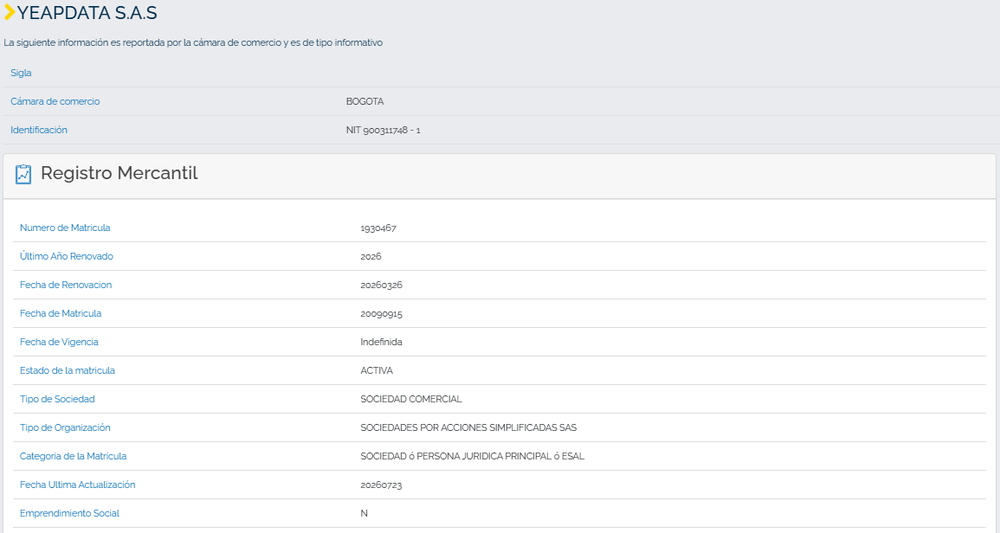 YEAPDATA S.A.S
La siguiente información es reportada por la cámara de comercio y es de tipo informativo
Sigla
Cámara de comercio BOGOTA
Identificación NIT 900311748 - 1
Registro Mercantil
Numero de Matricula 1930467
Último Año Renovado 2026
Fecha de Renovacion 20260326
Fecha de Matricula 20090915
Fecha de Vigencia Indefinida
Estado de la matricula ACTIVA
Tipo de Sociedad SOCIEDAD COMERCIAL
Tipo de Organización SOCIEDADES POR ACCIONES SIMPLIFICADAS SAS
Categoria de la Matricula SOCIEDAD ó PERSONA JURIDICA PRINCIPAL ó ESAL
Fecha Ultima Actualización 20260723
Emprendimiento Social N